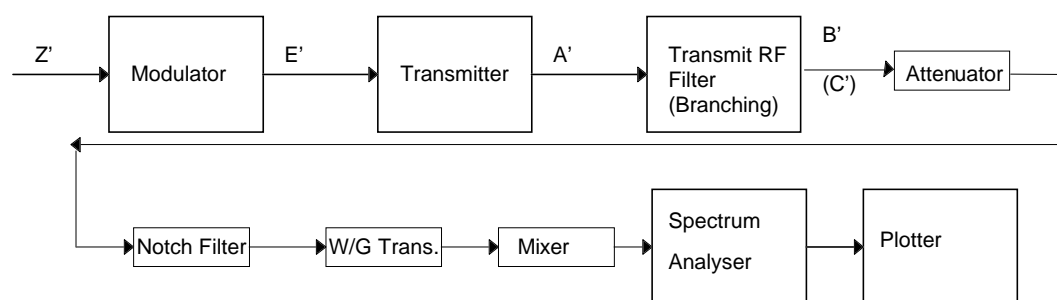 Z’
Modulator
E’
Transmitter
A’
Transmit RF
Filter
(Branching)
B’
(C’)
Attenuator
Notch Filter
W/G Trans.
Mixer
Spectrum
Analyser
Plotter